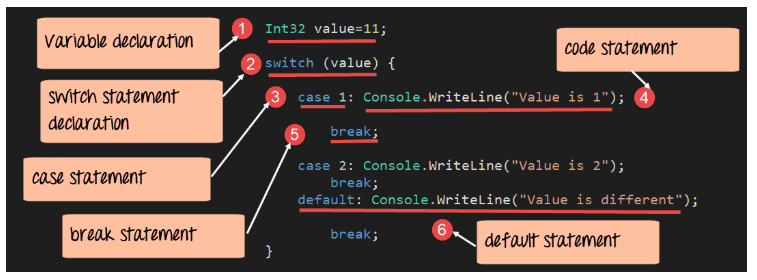 Variable declaration
1
Int32 value=11;
2
switch (value) {
code statement
switch statement
declaration
3
case 1: Console.WriteLine("Value is 1");
4
5
break;
case statement
case 2: Console.WriteLine("Value is 2");
break;
default: Console.WriteLine("Value is different");
break statement
break;
6
default statement
}